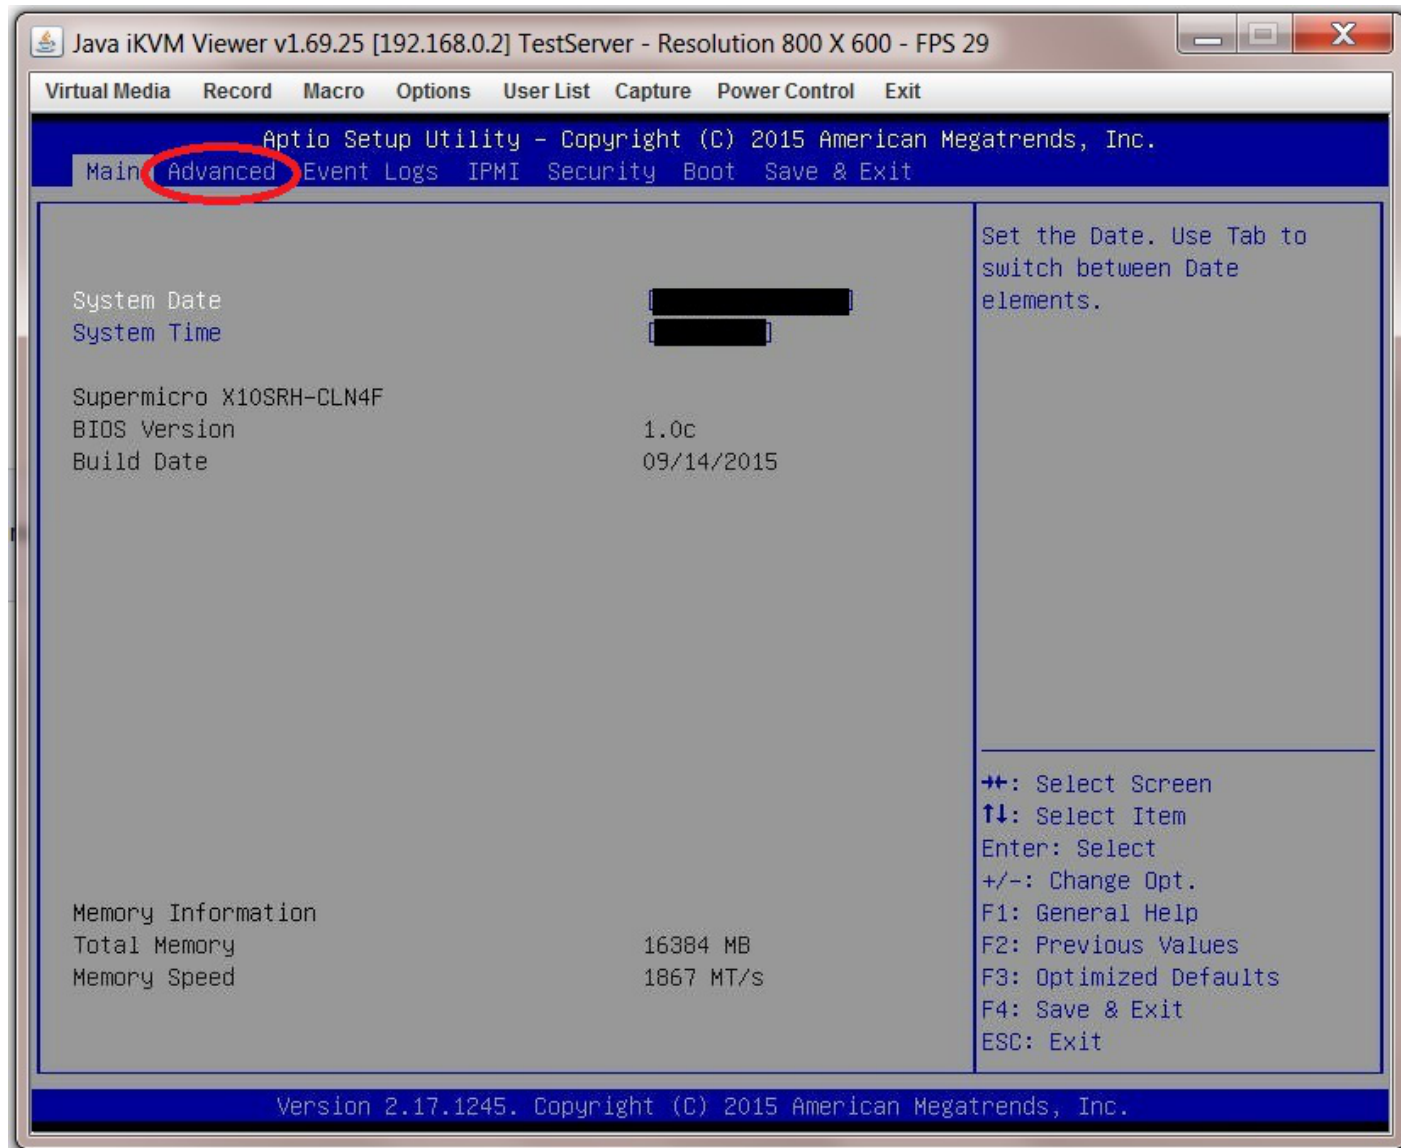 Java iKVM Viewer v1.69.25 [192.168.0.2] TestServer - Resolution 800 X 600 - FPS 29
Virtual Media Record Macro Options User List Capture Power Control Exit
Aptio Setup Utility – Copyright (C) 2015 American Megatrends, Inc.
Main Advanced Event Logs IPMI Security Boot Save & Exit
System Date [ ]
System Time [ ]
Supermicro X10SRH-CLN4F
BIOS Version 1.0c
Build Date 09/14/2015
Memory Information
Total Memory 16384 MB
Memory Speed 1867 MT/s
Set the Date. Use Tab to
switch between Date
elements.
→←: Select Screen
↑↓: Select Item
Enter: Select
+/-: Change Opt.
F1: General Help
F2: Previous Values
F3: Optimized Defaults
F4: Save & Exit
ESC: Exit
Version 2.17.1245. Copyright (C) 2015 American Megatrends, Inc.